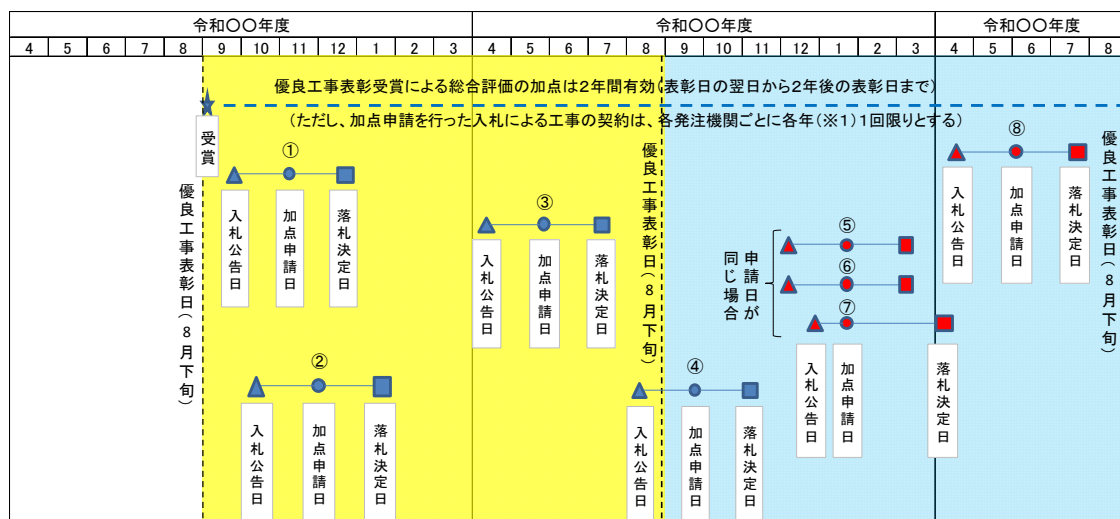 令和〇〇年度 令和〇〇年度 令和〇〇年度
4 5 6 7 8 9 10 11 12 1 2 3 4 5 6 7 8 9 10 11 12 1 2 3 4 5 6 7 8
優良工事表彰受賞による総合評価の加点は2年間有効(表彰日の翌日から2年後の表彰日まで)
(ただし、加点申請を行った入札による工事の契約は、各発注機関ごとに各年(※1)1回限りとする)
受賞
優良工事表彰日(8月下旬)
①
入札公告日
加点申請日
落札決定日
②
入札公告日
加点申請日
落札決定日
③
入札公告日
加点申請日
落札決定日
優良工事表彰日(8月下旬)
④
入札公告日
加点申請日
落札決定日
申請日が
同じ場合
⑤
⑥
⑦
入札公告日
加点申請日
落札決定日
⑧
入札公告日
加点申請日
落札決定日
優良工事表彰日(8月下旬)